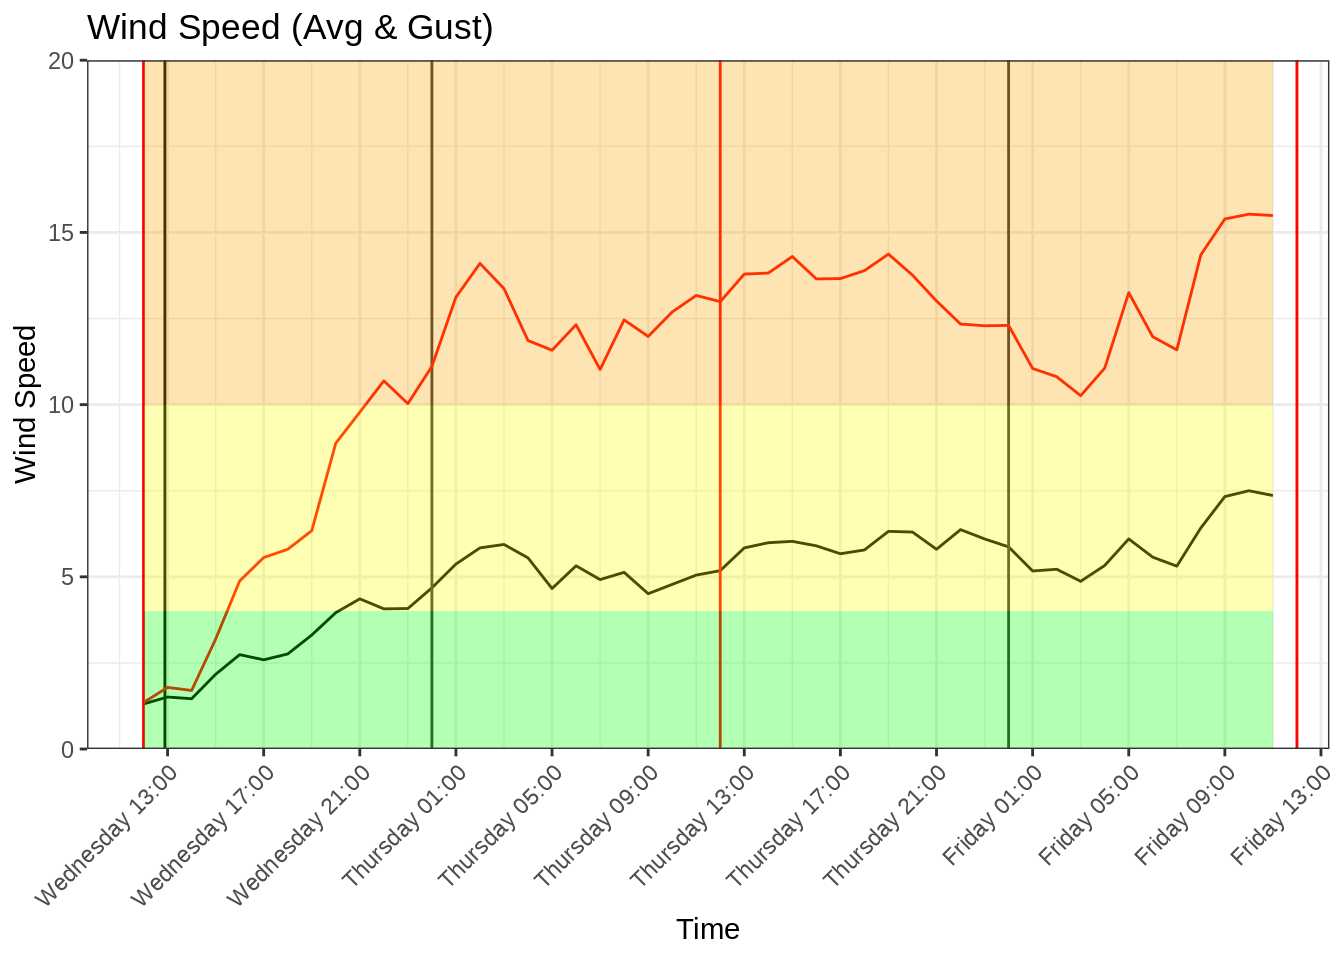 Wind Speed (Avg & Gust)
20
15
10
5
0
Wind Speed
Wednesday 13:00
Wednesday 17:00
Wednesday 21:00
Thursday 01:00
Thursday 05:00
Thursday 09:00
Thursday 13:00
Thursday 17:00
Thursday 21:00
Friday 01:00
Friday 05:00
Friday 09:00
Friday 13:00
Time